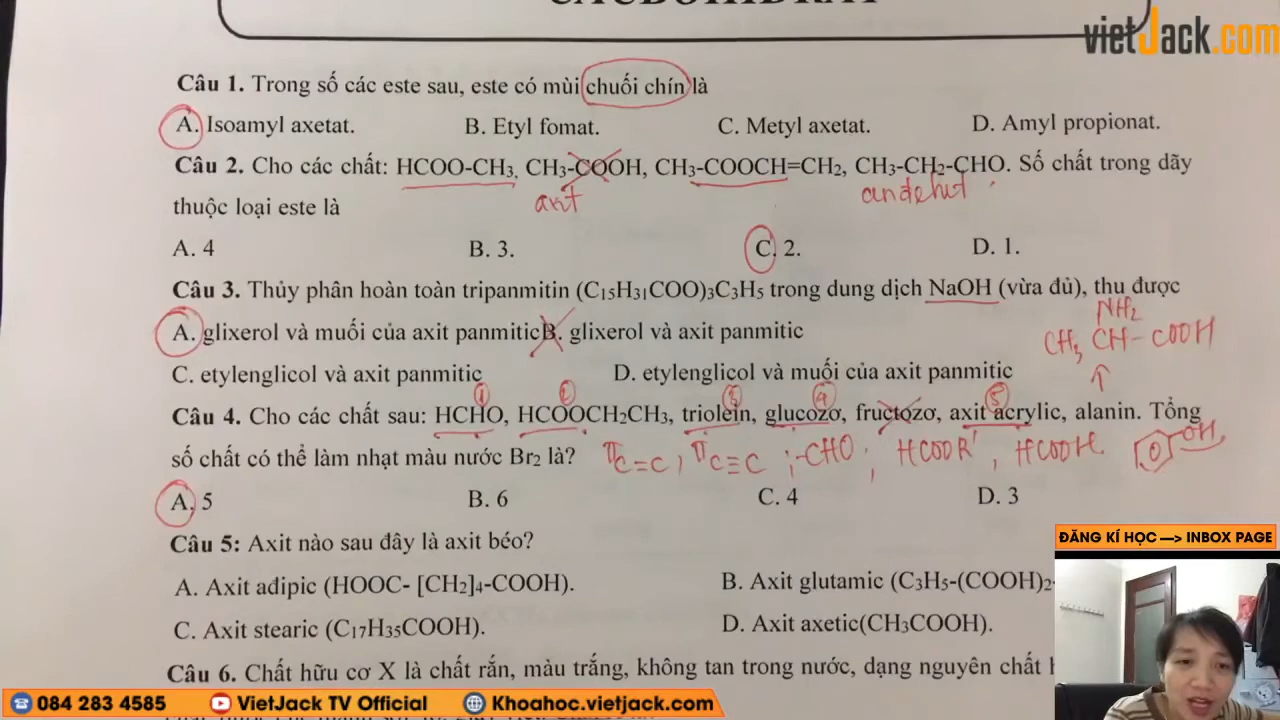 CACBOHIDRAT
vietJack.com
Câu 1. Trong số các este sau, este có mùi chuối chín là
A. Isoamyl axetat. B. Etyl fomat. C. Metyl axetat. D. Amyl propionat.
Câu 2. Cho các chất: HCOO-CH3, CH3-COOH, CH3-COOCH=CH2, CH3-CH2-CHO. Số chất trong dãy
axit anđehit
thuộc loại este là
A. 4 B. 3. C. 2. D. 1.
Câu 3. Thủy phân hoàn toàn tripanmitin (C15H31COO)3C3H5 trong dung dịch NaOH (vừa đủ), thu được
NH2
A. glixerol và muối của axit panmitic B. glixerol và axit panmitic
CH3 CH - COOH
C. etylenglicol và axit panmitic D. etylenglicol và muối của axit panmitic
1 2 3 4 5
Câu 4. Cho các chất sau: HCHO, HCOOCH2CH3, triolein, glucozơ, fructozơ, axit acrylic, alanin. Tổng
số chất có thể làm nhạt màu nước Br2 là? π C=C, π C≡C ; -CHO ; HCOOR' , HCOOH. OH
A. 5 B. 6 C. 4 D. 3
Câu 5: Axit nào sau đây là axit béo?
A. Axit ađipic (HOOC- [CH2]4-COOH). B. Axit glutamic (C3H5-(COOH)2-
C. Axit stearic (C17H35COOH). D. Axit axetic(CH3COOH).
Câu 6. Chất hữu cơ X là chất rắn, màu trắng, không tan trong nước, dạng nguyên chất
ĐĂNG KÍ HỌC —> INBOX PAGE
084 283 4585 VietJack TV Official Khoahoc.vietjack.com